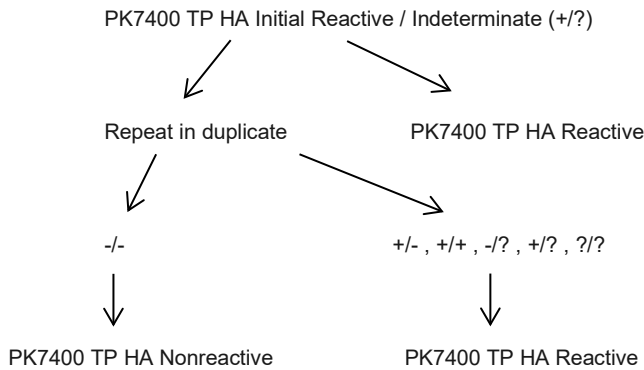 PK7400 TP HA Initial Reactive / Indeterminate (+/?)
Repeat in duplicate
PK7400 TP HA Reactive
-/-
+/- , +/+ , -/? , +/? , ?/?
PK7400 TP HA Nonreactive
PK7400 TP HA Reactive